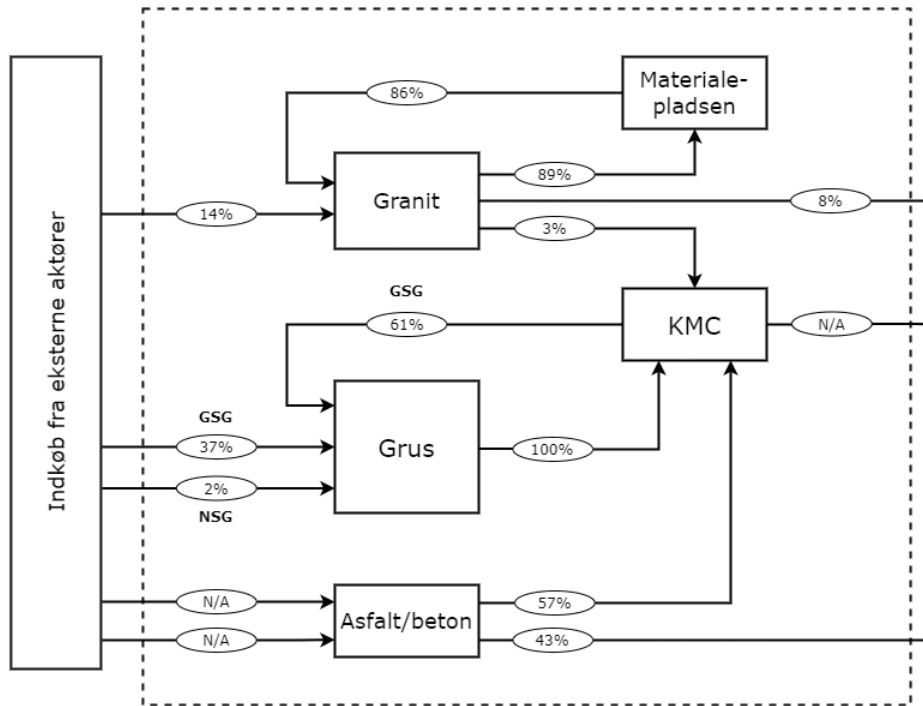 Indkøb fra eksterne aktører
Materiale-
pladsen
86%
89%
Granit
8%
14%
3%
GSG
61%
KMC
N/A
GSG
37%
Grus
100%
2%
NSG
N/A
Asfalt/beton
57%
N/A
43%